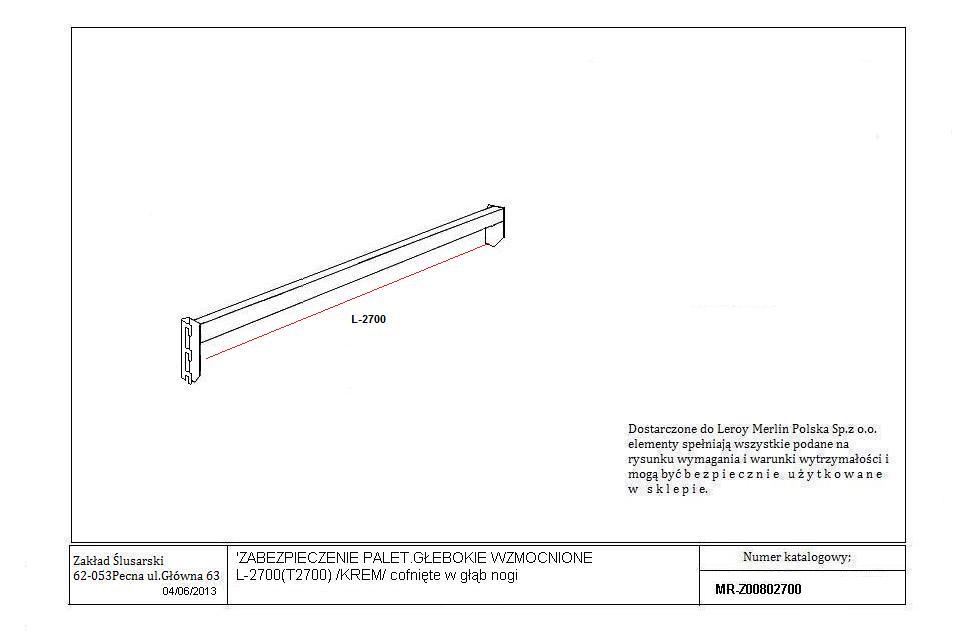 L-2700
Dostarczone do Leroy Merlin Polska Sp.z o.o.
elementy spełniają wszystkie podane na
rysunku wymagania i warunki wytrzymałości i
mogą być b e z p i e c z n i e u ż y t k o w a n e
w s k l e p i e.
Zakład Ślusarski
62-053Pecna ul.Główna 63
04/06/2013
'ZABEZPIECZENIE PALET.GŁEBOKIE WZMOCNIONE
L-2700(T2700) /KREM/ cofnięte w głąb nogi
Numer katalogowy;
MR-Z00802700